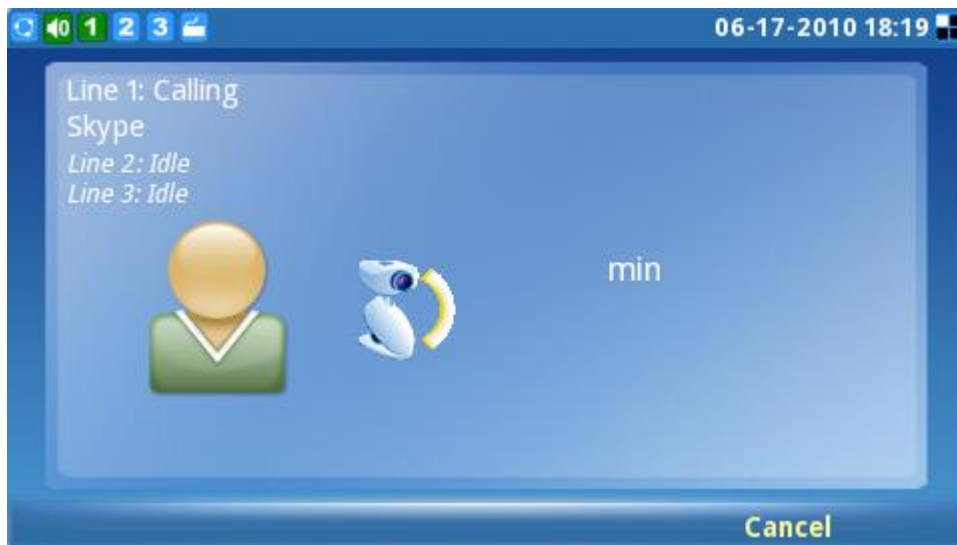 1 2 3 06-17-2010 18:19
Line 1: Calling
Skype
Line 2: Idle
Line 3: Idle
min
Cancel